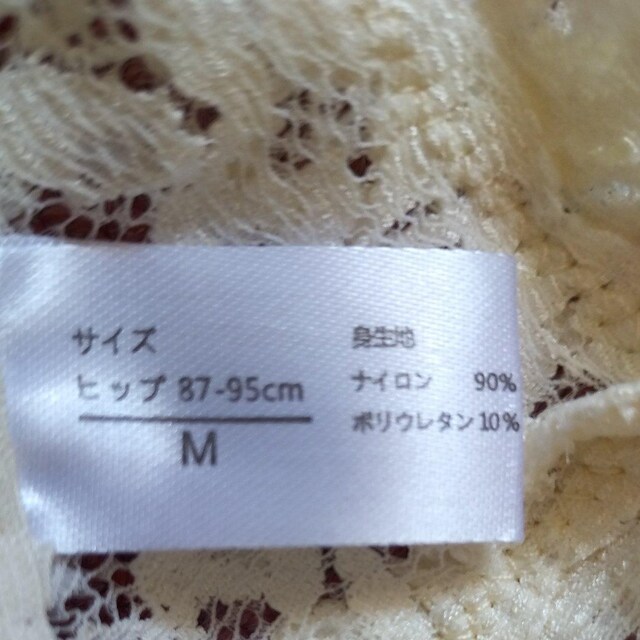 サイズ
ヒップ 87-95cm
M
身生地
ナイロン 90%
ポリウレタン 10%